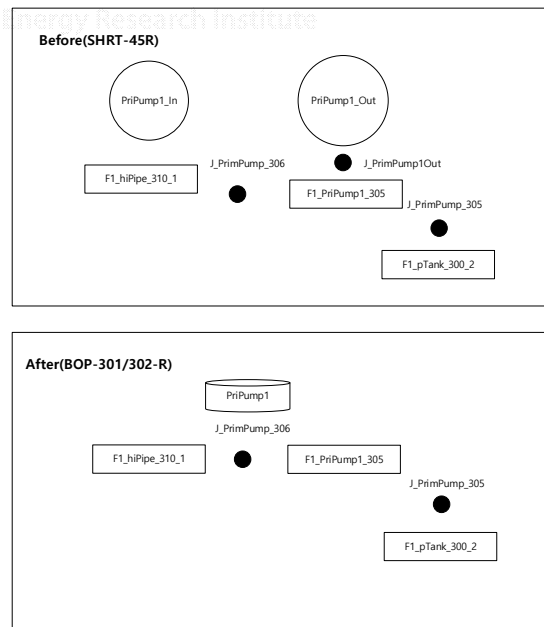 Energy Research Institute
Before(SHRT-45R)
PriPump1_In
PriPump1_Out
J_PrimPump_306
J_PrimPump1Out
F1_hiPipe_310_1
F1_PriPump1_305
J_PrimPump_305
F1_pTank_300_2
After(BOP-301/302-R)
PriPump1
J_PrimPump_306
F1_hiPipe_310_1
F1_PriPump1_305
J_PrimPump_305
F1_pTank_300_2